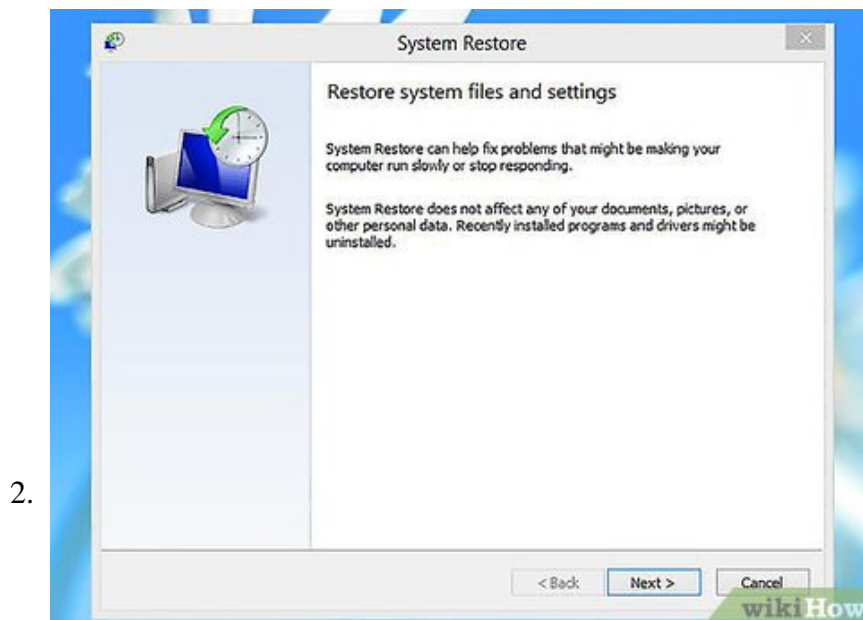 System Restore
Restore system files and settings
System Restore can help fix problems that might be making your
computer run slowly or stop responding.
System Restore does not affect any of your documents, pictures, or
other personal data. Recently installed programs and drivers might be
uninstalled.
2.
< Back Next > Cancel
wikiHow